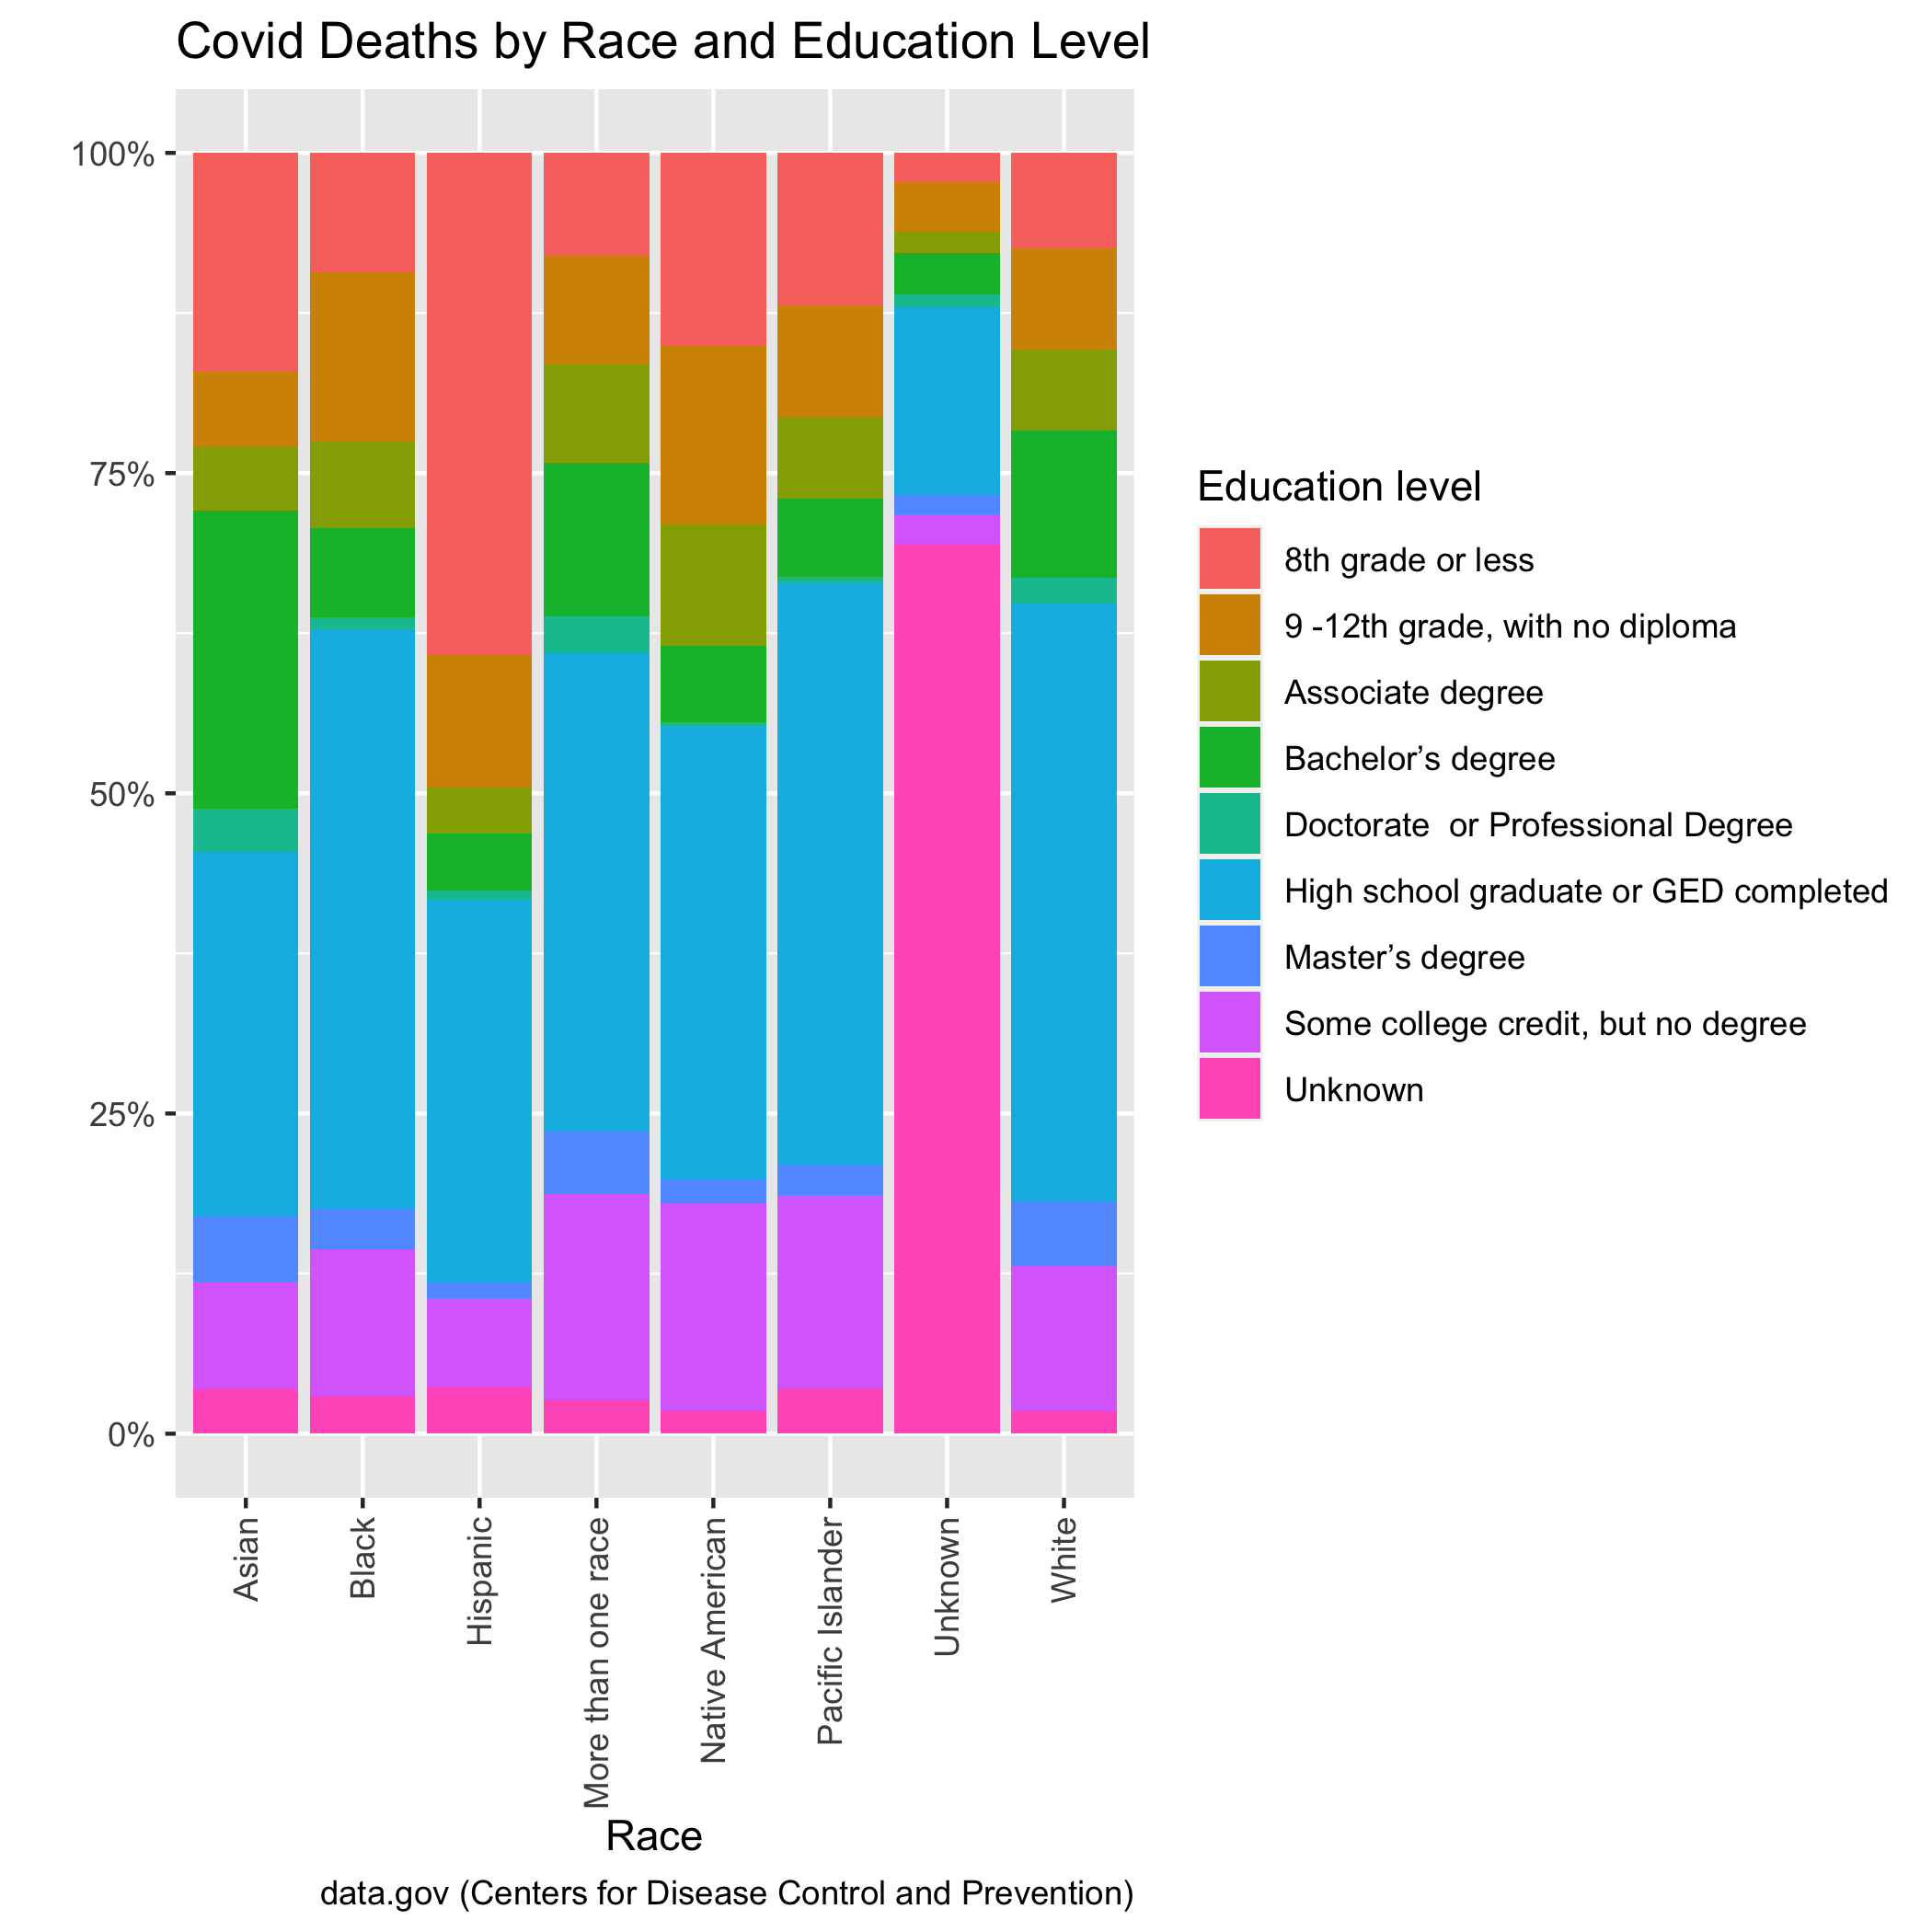 Covid Deaths by Race and Education Level
100%
75%
50%
25%
0%
Asian
Black
Hispanic
More than one race
Native American
Pacific Islander
Unknown
White
Race
data.gov (Centers for Disease Control and Prevention)
Education level
8th grade or less
9 -12th grade, with no diploma
Associate degree
Bachelor’s degree
Doctorate  or Professional Degree
High school graduate or GED completed
Master’s degree
Some college credit, but no degree
Unknown